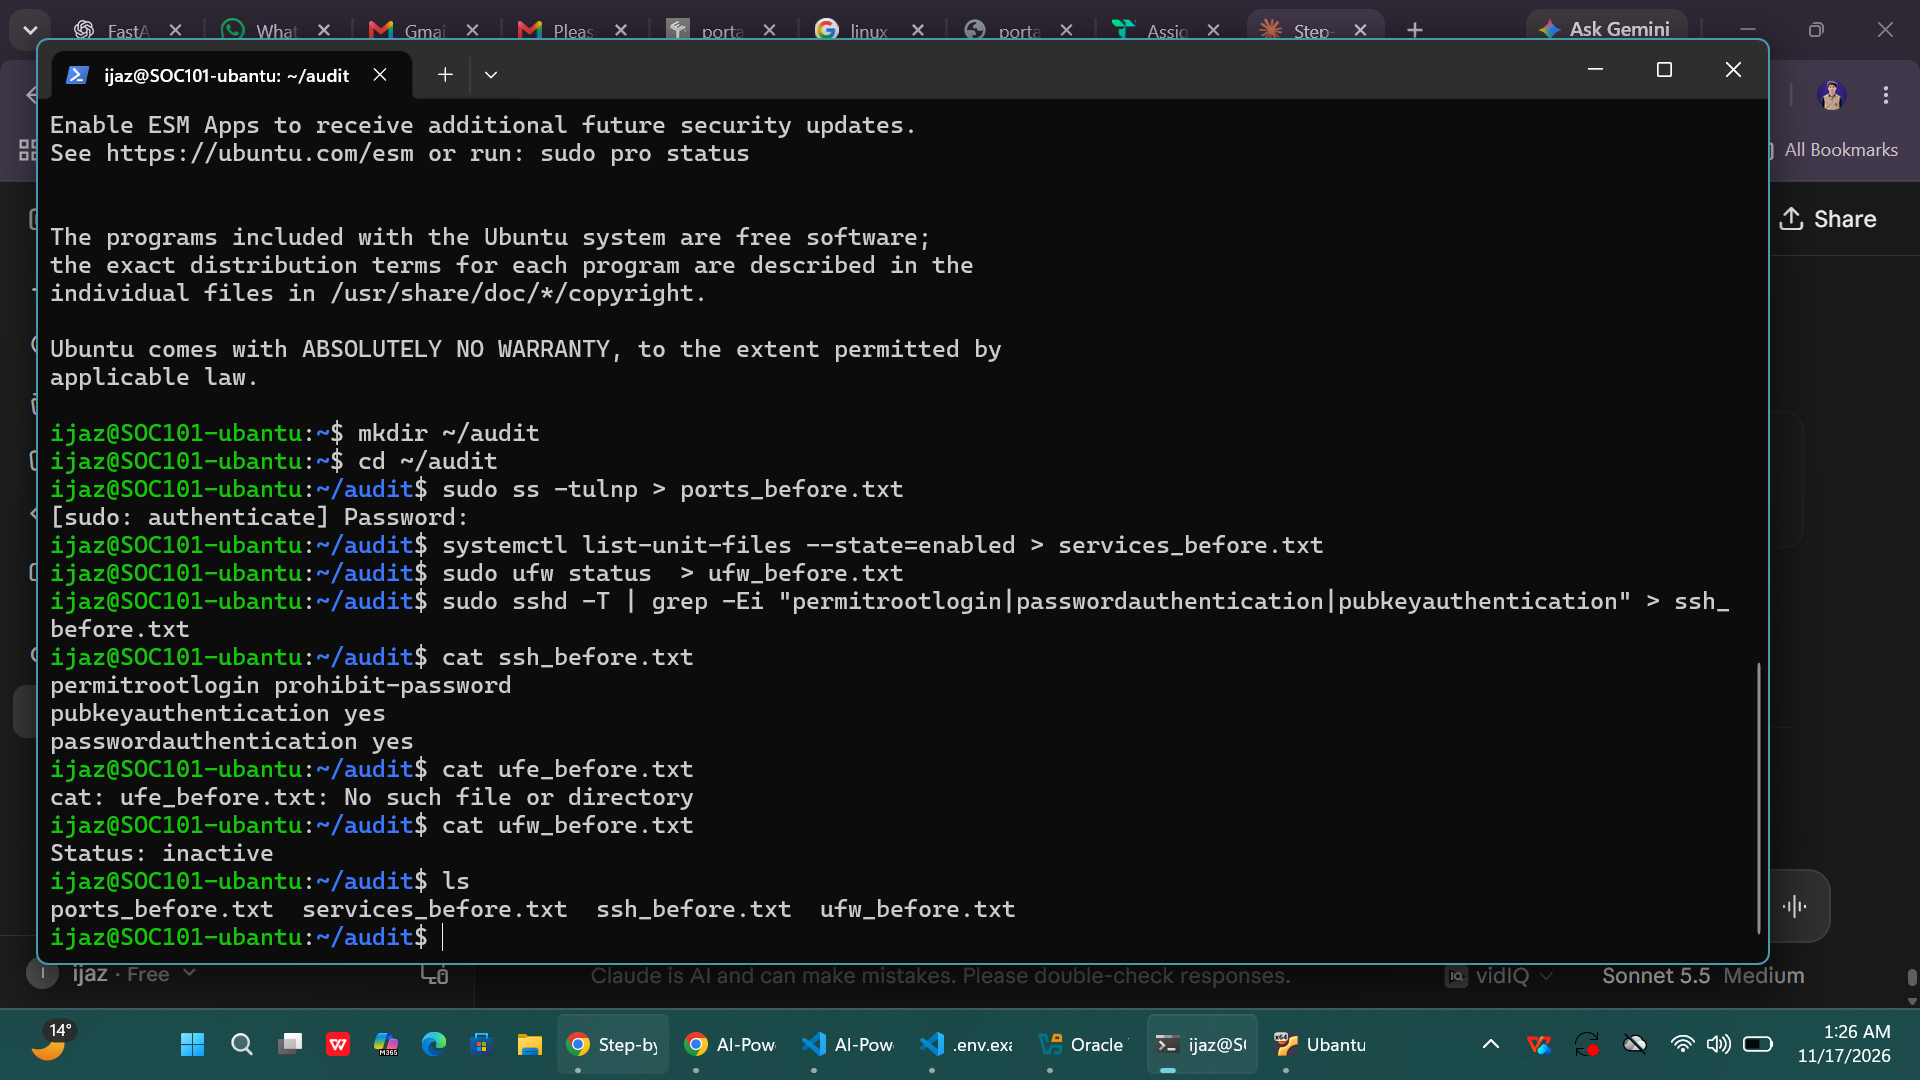 FastA
What
Gmai
Pleas
porta
linux
porta
Assig
Step-
Ask Gemini
ijaz@SOC101-ubantu: ~/audit
All Bookmarks
Share
Enable ESM Apps to receive additional future security updates.
See https://ubuntu.com/esm or run: sudo pro status
The programs included with the Ubuntu system are free software;
the exact distribution terms for each program are described in the
individual files in /usr/share/doc/*/copyright.
Ubuntu comes with ABSOLUTELY NO WARRANTY, to the extent permitted by
applicable law.
ijaz@SOC101-ubantu:~$ mkdir ~/audit
ijaz@SOC101-ubantu:~$ cd ~/audit
ijaz@SOC101-ubantu:~/audit$ sudo ss -tulnp > ports_before.txt
[sudo: authenticate] Password:
ijaz@SOC101-ubantu:~/audit$ systemctl list-unit-files --state=enabled > services_before.txt
ijaz@SOC101-ubantu:~/audit$ sudo ufw status  > ufw_before.txt
ijaz@SOC101-ubantu:~/audit$ sudo sshd -T | grep -Ei "permitrootlogin|passwordauthentication|pubkeyauthentication" > ssh_
before.txt
ijaz@SOC101-ubantu:~/audit$ cat ssh_before.txt
permitrootlogin prohibit-password
pubkeyauthentication yes
passwordauthentication yes
ijaz@SOC101-ubantu:~/audit$ cat ufe_before.txt
cat: ufe_before.txt: No such file or directory
ijaz@SOC101-ubantu:~/audit$ cat ufw_before.txt
Status: inactive
ijaz@SOC101-ubantu:~/audit$ ls
ports_before.txt  services_before.txt  ssh_before.txt  ufw_before.txt
ijaz@SOC101-ubantu:~/audit$
I ijaz · Free
Claude is AI and can make mistakes. Please double-check responses.
vidIQ
Sonnet 5.5 Medium
14°
M365
Step-by
AI-Pow
AI-Pow
.env.exa
Oracle
ijaz@S
Ubuntu
1:26 AM
11/17/2026